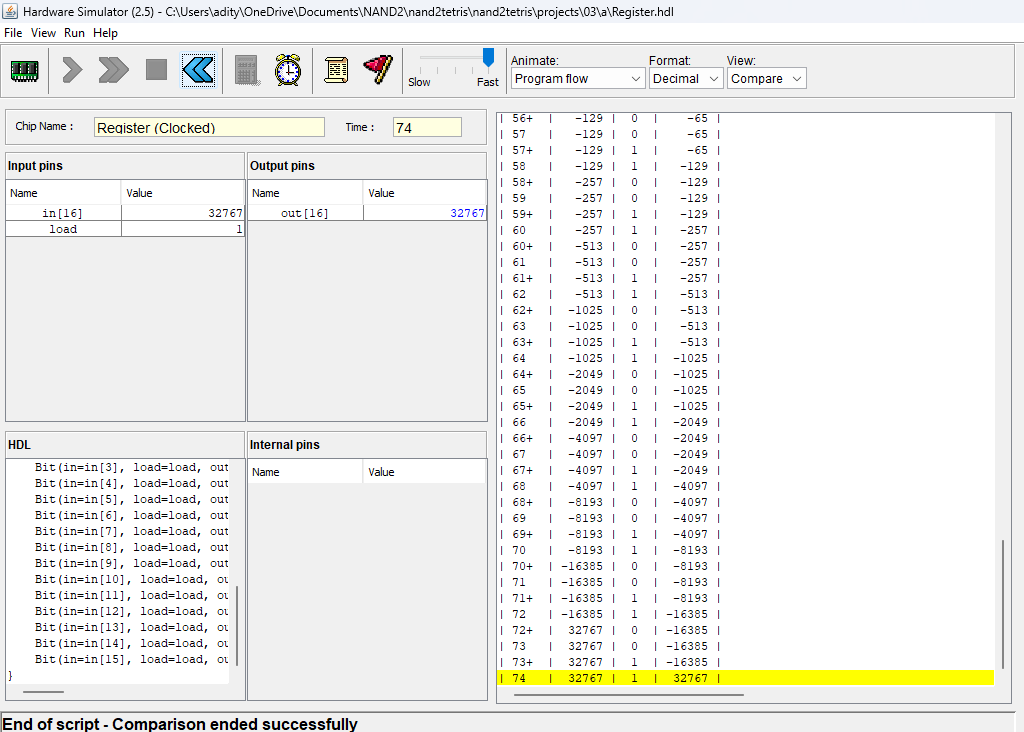 Hardware Simulator (2.5) - C:\Users\adity\OneDrive\Documents\NAND2\nand2tetris\nand2tetris\projects\03\a\Register.hdl
File View Run Help
Slow Fast
Animate: Format: View:
Program flow Decimal Compare
Chip Name : Register (Clocked) Time : 74
Input pins
Name Value
in[16] 32767
load 1
Output pins
Name Value
out[16] 32767
HDL
Bit(in=in[3], load=load, out
Bit(in=in[4], load=load, out
Bit(in=in[5], load=load, out
Bit(in=in[6], load=load, out
Bit(in=in[7], load=load, out
Bit(in=in[8], load=load, out
Bit(in=in[9], load=load, out
Bit(in=in[10], load=load, ou
Bit(in=in[11], load=load, ou
Bit(in=in[12], load=load, ou
Bit(in=in[13], load=load, ou
Bit(in=in[14], load=load, ou
Bit(in=in[15], load=load, ou
}
Internal pins
Name Value
| 56+ | -129 | 0 | -65 |
| 57 | -129 | 0 | -65 |
| 57+ | -129 | 1 | -65 |
| 58 | -129 | 1 | -129 |
| 58+ | -257 | 0 | -129 |
| 59 | -257 | 0 | -129 |
| 59+ | -257 | 1 | -129 |
| 60 | -257 | 1 | -257 |
| 60+ | -513 | 0 | -257 |
| 61 | -513 | 0 | -257 |
| 61+ | -513 | 1 | -257 |
| 62 | -513 | 1 | -513 |
| 62+ | -1025 | 0 | -513 |
| 63 | -1025 | 0 | -513 |
| 63+ | -1025 | 1 | -513 |
| 64 | -1025 | 1 | -1025 |
| 64+ | -2049 | 0 | -1025 |
| 65 | -2049 | 0 | -1025 |
| 65+ | -2049 | 1 | -1025 |
| 66 | -2049 | 1 | -2049 |
| 66+ | -4097 | 0 | -2049 |
| 67 | -4097 | 0 | -2049 |
| 67+ | -4097 | 1 | -2049 |
| 68 | -4097 | 1 | -4097 |
| 68+ | -8193 | 0 | -4097 |
| 69 | -8193 | 0 | -4097 |
| 69+ | -8193 | 1 | -4097 |
| 70 | -8193 | 1 | -8193 |
| 70+ | -16385 | 0 | -8193 |
| 71 | -16385 | 0 | -8193 |
| 71+ | -16385 | 1 | -8193 |
| 72 | -16385 | 1 | -16385 |
| 72+ | 32767 | 0 | -16385 |
| 73 | 32767 | 0 | -16385 |
| 73+ | 32767 | 1 | -16385 |
| 74 | 32767 | 1 | 32767 |
End of script - Comparison ended successfully